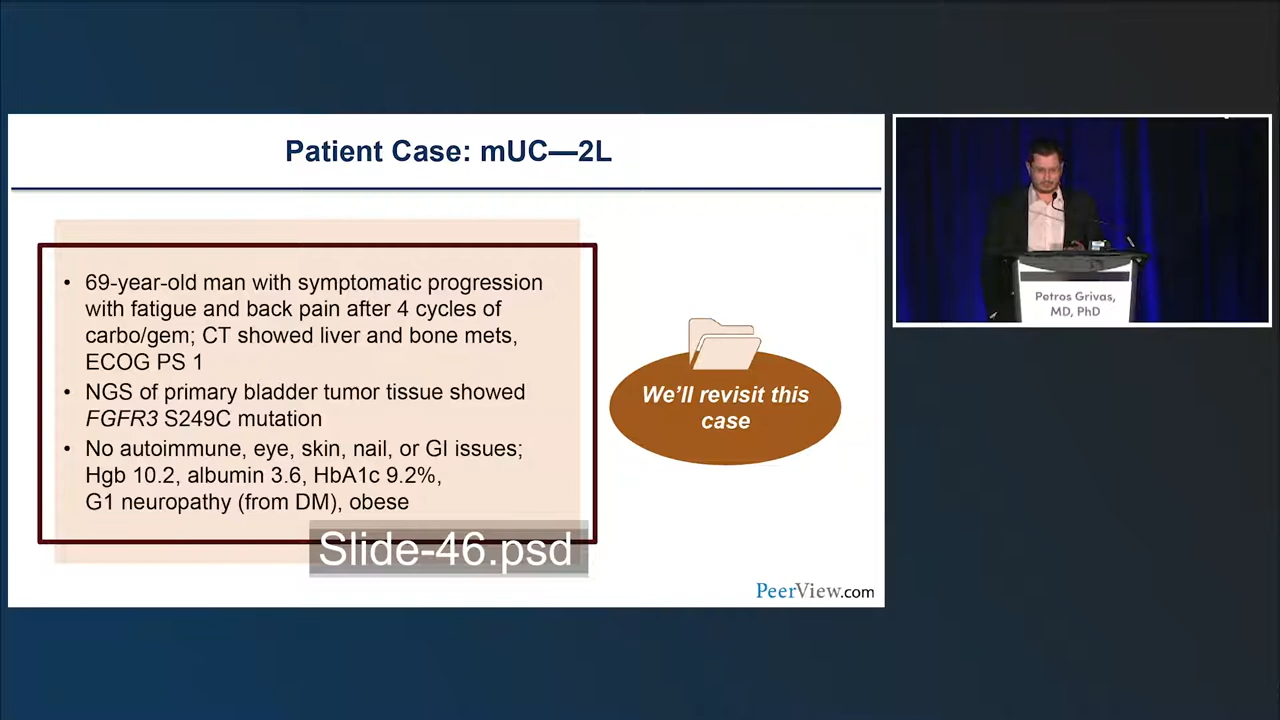 Patient Case: mUC—2L
• 69-year-old man with symptomatic progression
with fatigue and back pain after 4 cycles of
carbo/gem; CT showed liver and bone mets,
ECOG PS 1
• NGS of primary bladder tumor tissue showed
FGFR3 S249C mutation
• No autoimmune, eye, skin, nail, or GI issues;
Hgb 10.2, albumin 3.6, HbA1c 9.2%,
G1 neuropathy (from DM), obese
We’ll revisit this
case
Slide-46.psd
PeerView.com
Petros Grivas,
MD, PhD